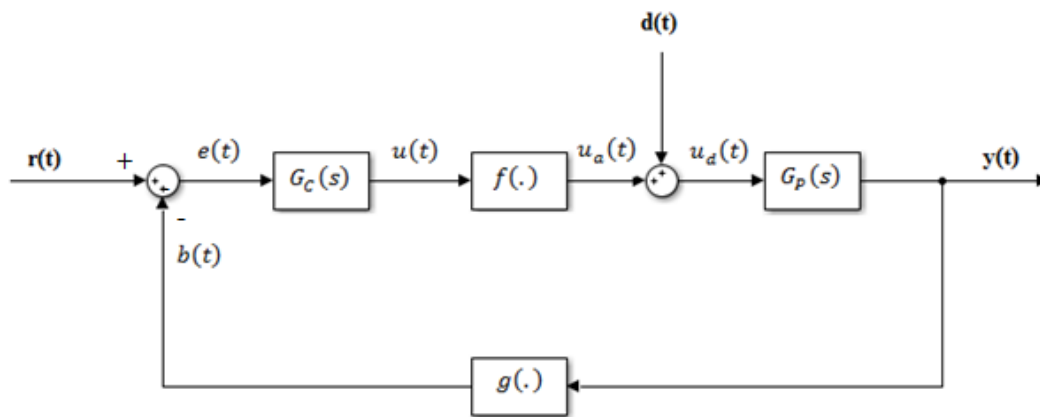 d(t)
r(t)
+
e(t)
G_C(s)
u(t)
f(.)
u_a(t)
u_d(t)
G_P(s)
y(t)
-
b(t)
g(.)